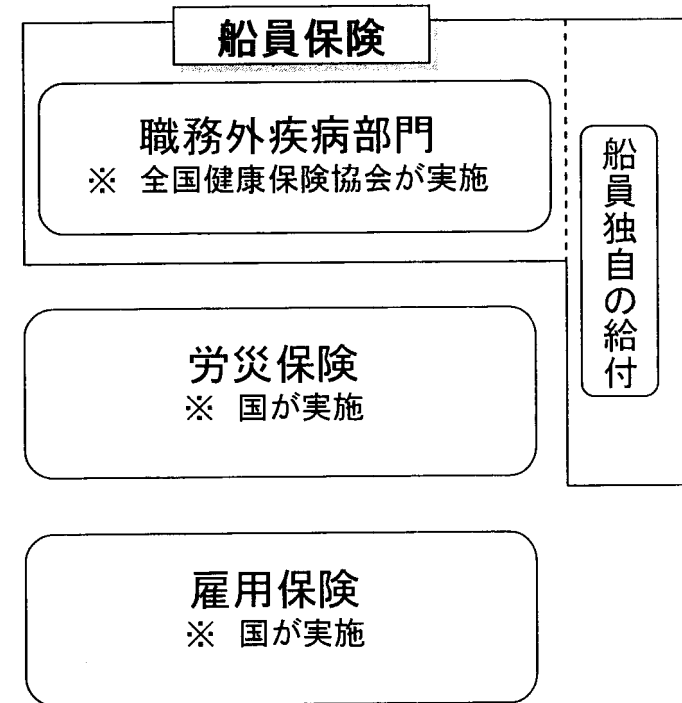 船員保険
職務外疾病部門
※ 全国健康保険協会が実施
船員独自の給付
労災保険
※ 国が実施
雇用保険
※ 国が実施